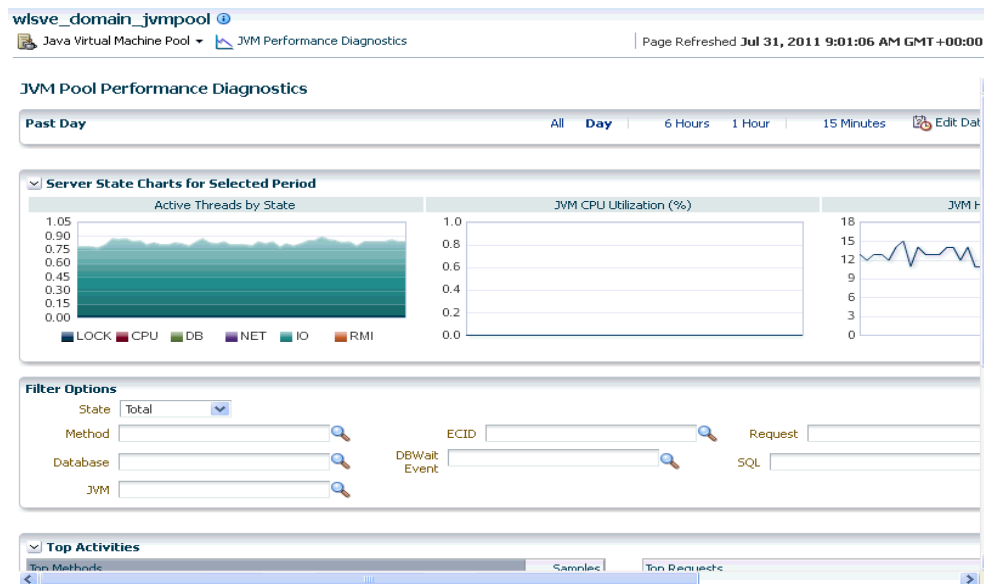 wlsve_domain_jvmpool
Java Virtual Machine Pool JVM Performance Diagnostics Page Refreshed Jul 31, 2011 9:01:06 AM GMT+00:00
JVM Pool Performance Diagnostics
Past Day All Day 6 Hours 1 Hour 15 Minutes Edit Dat
Server State Charts for Selected Period
Active Threads by State
1.05
0.90
0.75
0.60
0.45
0.30
0.15
0.00
LOCK CPU DB NET IO RMI
JVM CPU Utilization (%)
1.0
0.8
0.6
0.4
0.2
0.0
JVM H
18
15
12
9
6
3
0
Filter Options
State Total
Method ECID Request
Database DBWait Event SQL
JVM
Top Activities
Top Methods Samples Top Requests